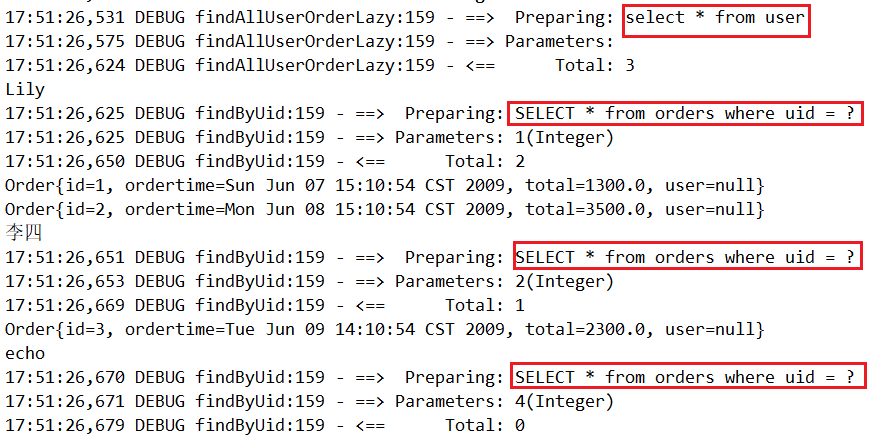 17:51:26,531 DEBUG findAllUserOrderLazy:159 - ==>  Preparing: select * from user
17:51:26,575 DEBUG findAllUserOrderLazy:159 - ==> Parameters:
17:51:26,624 DEBUG findAllUserOrderLazy:159 - <==      Total: 3
Lily
17:51:26,625 DEBUG findByUid:159 - ==>  Preparing: SELECT * from orders where uid = ?
17:51:26,625 DEBUG findByUid:159 - ==> Parameters: 1(Integer)
17:51:26,650 DEBUG findByUid:159 - <==      Total: 2
Order{id=1, ordertime=Sun Jun 07 15:10:54 CST 2009, total=1300.0, user=null}
Order{id=2, ordertime=Mon Jun 08 15:10:54 CST 2009, total=3500.0, user=null}
李四
17:51:26,651 DEBUG findByUid:159 - ==>  Preparing: SELECT * from orders where uid = ?
17:51:26,653 DEBUG findByUid:159 - ==> Parameters: 2(Integer)
17:51:26,669 DEBUG findByUid:159 - <==      Total: 1
Order{id=3, ordertime=Tue Jun 09 14:10:54 CST 2009, total=2300.0, user=null}
echo
17:51:26,670 DEBUG findByUid:159 - ==>  Preparing: SELECT * from orders where uid = ?
17:51:26,671 DEBUG findByUid:159 - ==> Parameters: 4(Integer)
17:51:26,679 DEBUG findByUid:159 - <==      Total: 0